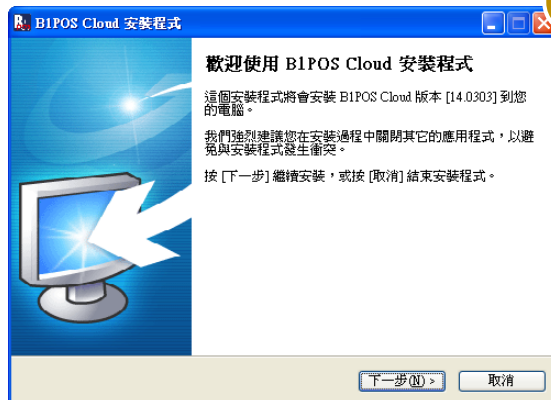 B1POS Cloud 安裝程式
歡迎使用 B1POS Cloud 安裝程式
這個安裝程式將會安裝 B1POS Cloud 版本 [14.0303] 到您
的電腦。
我們強烈建議您在安裝過程中關閉其它的應用程式，以避
免與安裝程式發生衝突。
按 [下一步] 繼續安裝，或按 [取消] 結束安裝程式。
下一步(N) >
取消